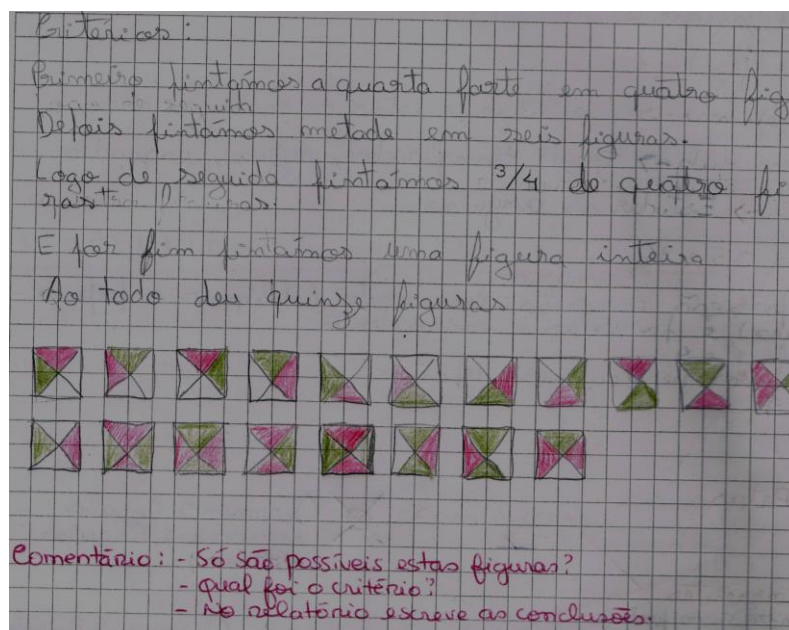 Critérios:
Primeiro pintámos a quarta parte em quatro fig
Depois pintámos metade em seis figuras.
Logo de seguida pintámos 3/4 de quatro fi
ras
E por fim pintámos uma figura inteira
Ao todo deu quinze figuras
Comentário: - Só são possíveis estas figuras?
- Qual foi o critério?
- No relatório escreve as conclusões.